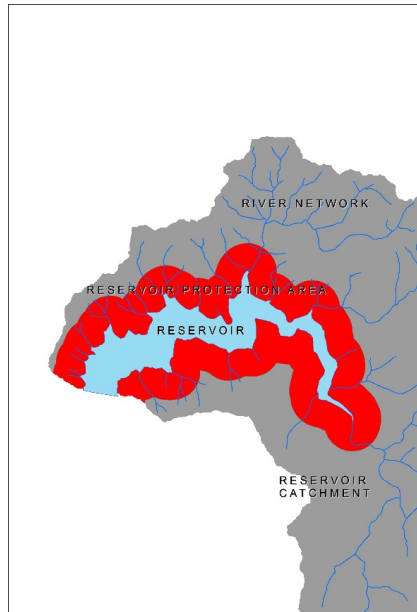 RIVER NETWORK
RESERVOIR PROTECTION AREA
RESERVOIR
RESERVOIR
CATCHMENT